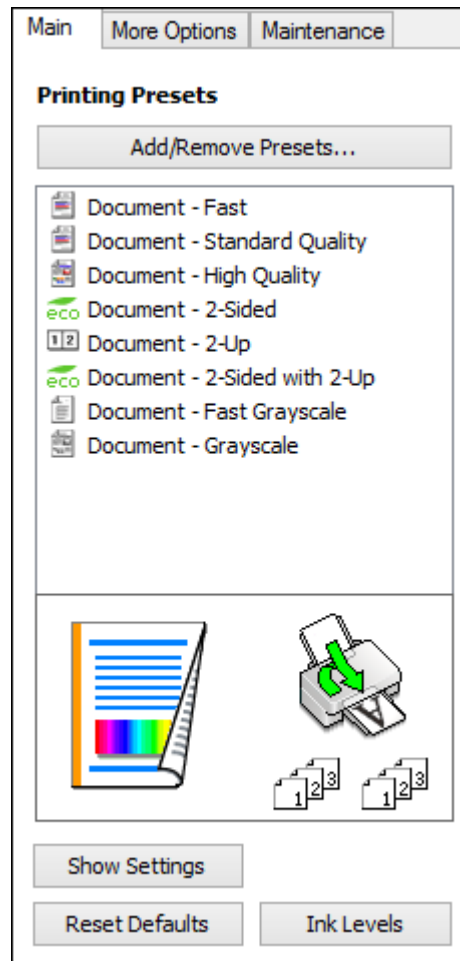 Main More Options Maintenance
Printing Presets
Add/Remove Presets...
Document - Fast
Document - Standard Quality
Document - High Quality
eco Document - 2-Sided
1 2 Document - 2-Up
eco Document - 2-Sided with 2-Up
Document - Fast Grayscale
Document - Grayscale
A
1 2 3 1 2 3
Show Settings
Reset Defaults Ink Levels